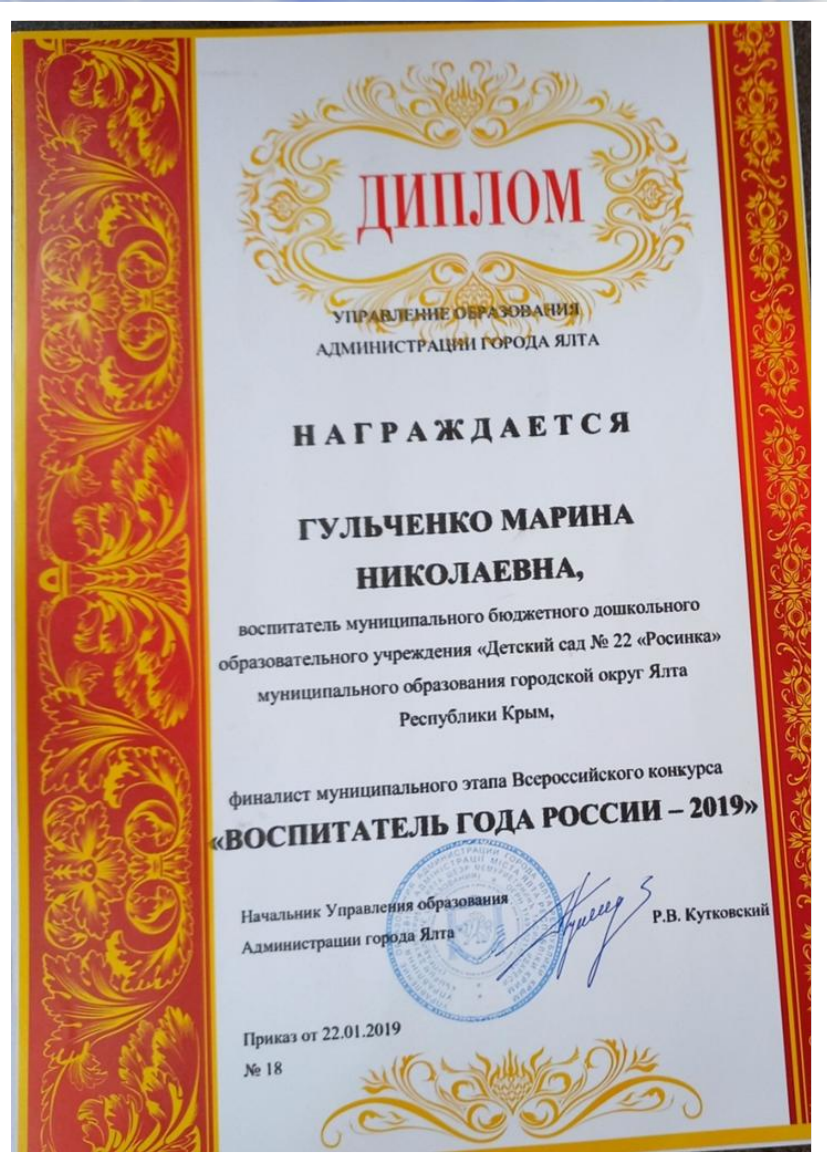 ДИПЛОМ
УПРАВЛЕНИЕ ОБРАЗОВАНИЯ
АДМИНИСТРАЦИИ ГОРОДА ЯЛТА
НАГРАЖДАЕТСЯ
ГУЛЬЧЕНКО МАРИНА
НИКОЛАЕВНА,
воспитатель муниципального бюджетного дошкольного
образовательного учреждения «Детский сад № 22 «Росинка»
муниципального образования городской округ Ялта
Республики Крым,
финалист муниципального этапа Всероссийского конкурса
«ВОСПИТАТЕЛЬ ГОДА РОССИИ – 2019»
Начальник Управления образования
Администрации города Ялта
Р.В. Кутковский
Приказ от 22.01.2019
№ 18